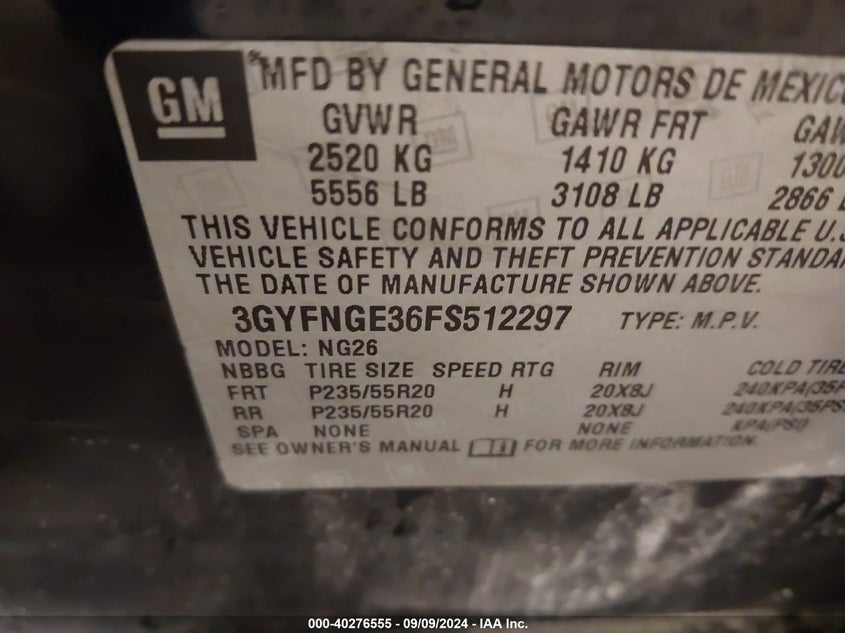 GM
MFD BY GENERAL MOTORS DE MEXICO
GVWR GAWR FRT GAW
2520 KG 1410 KG 1300
5556 LB 3108 LB 2866
THIS VEHICLE CONFORMS TO ALL APPLICABLE U.S
VEHICLE SAFETY AND THEFT PREVENTION STANDAR
THE DATE OF MANUFACTURE SHOWN ABOVE.
3GYFNGE36FS512297 TYPE: M.P.V.
MODEL: NG26
NBBG TIRE SIZE SPEED RTG RIM COLD TIRE
FRT P235/55R20 H 20X8J 240KPA(35P
RR P235/55R20 H 20X8J 240KPA(35PS
SPA NONE NONE KPA(PSI)
SEE OWNER'S MANUAL FOR MORE INFORMATION.
000-40276555 - 09/09/2024 - IAA Inc.